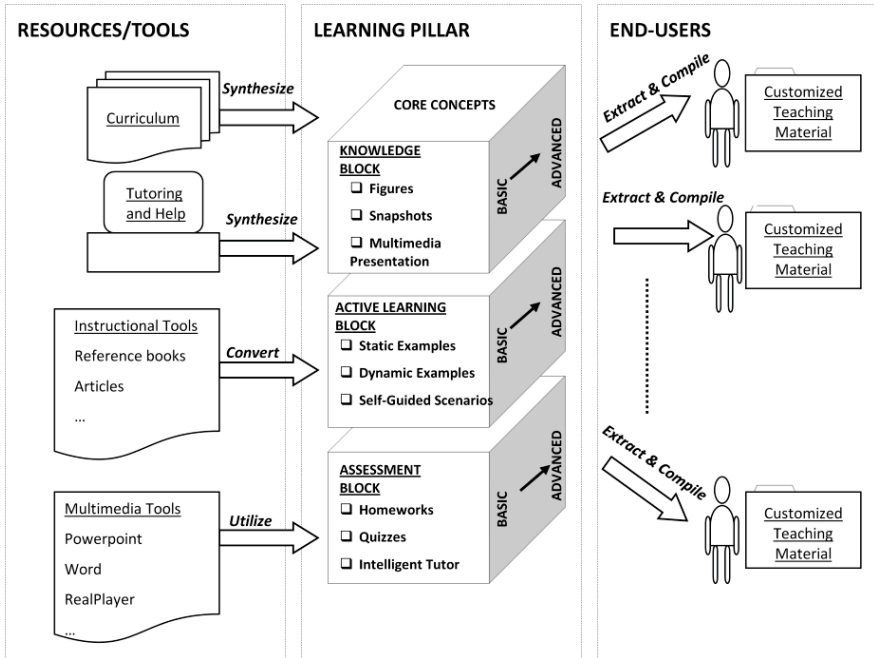 RESOURCES/TOOLS
Curriculum
Synthesize
Tutoring
and Help
Synthesize
Instructional Tools
Reference books
Articles
...
Convert
Multimedia Tools
Powerpoint
Word
RealPlayer
...
Utilize
LEARNING PILLAR
CORE CONCEPTS
KNOWLEDGE
BLOCK
❑ Figures
❑ Snapshots
❑ Multimedia
Presentation
BASIC
ADVANCED
ACTIVE LEARNING
BLOCK
❑ Static Examples
❑ Dynamic Examples
❑ Self-Guided Scenarios
BASIC
ADVANCED
ASSESSMENT
BLOCK
❑ Homeworks
❑ Quizzes
❑ Intelligent Tutor
BASIC
ADVANCED
END-USERS
Extract & Compile
Customized
Teaching
Material
Extract & Compile
Customized
Teaching
Material
Extract & Compile
Customized
Teaching
Material